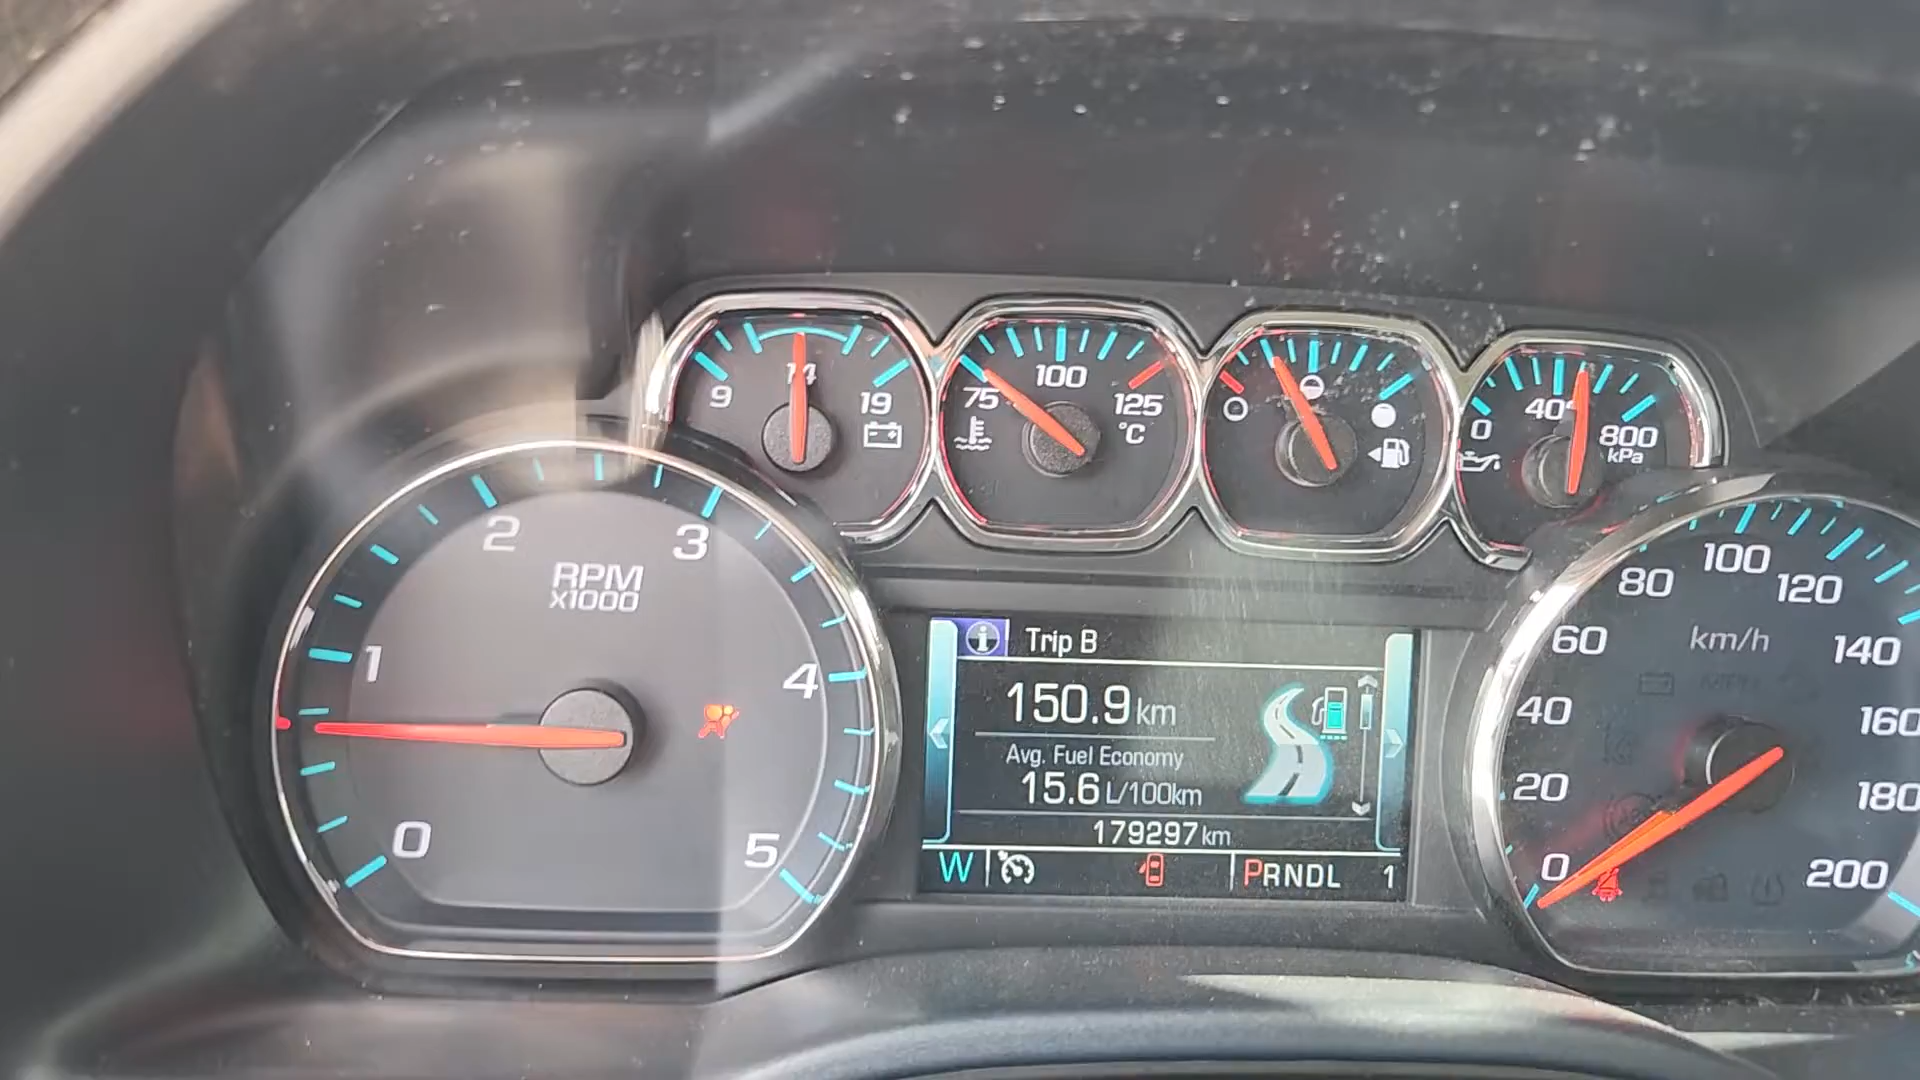 9 14 19
75 100 125
°C
40
0 800
kPa
0 1 2 3 4 5
RPM
x1000
Trip B
150.9 km
Avg. Fuel Economy
15.6 L/100km
179297 km
W PRNDL 1
0 20 40 60 80 100 120 140 160 180 200
km/h